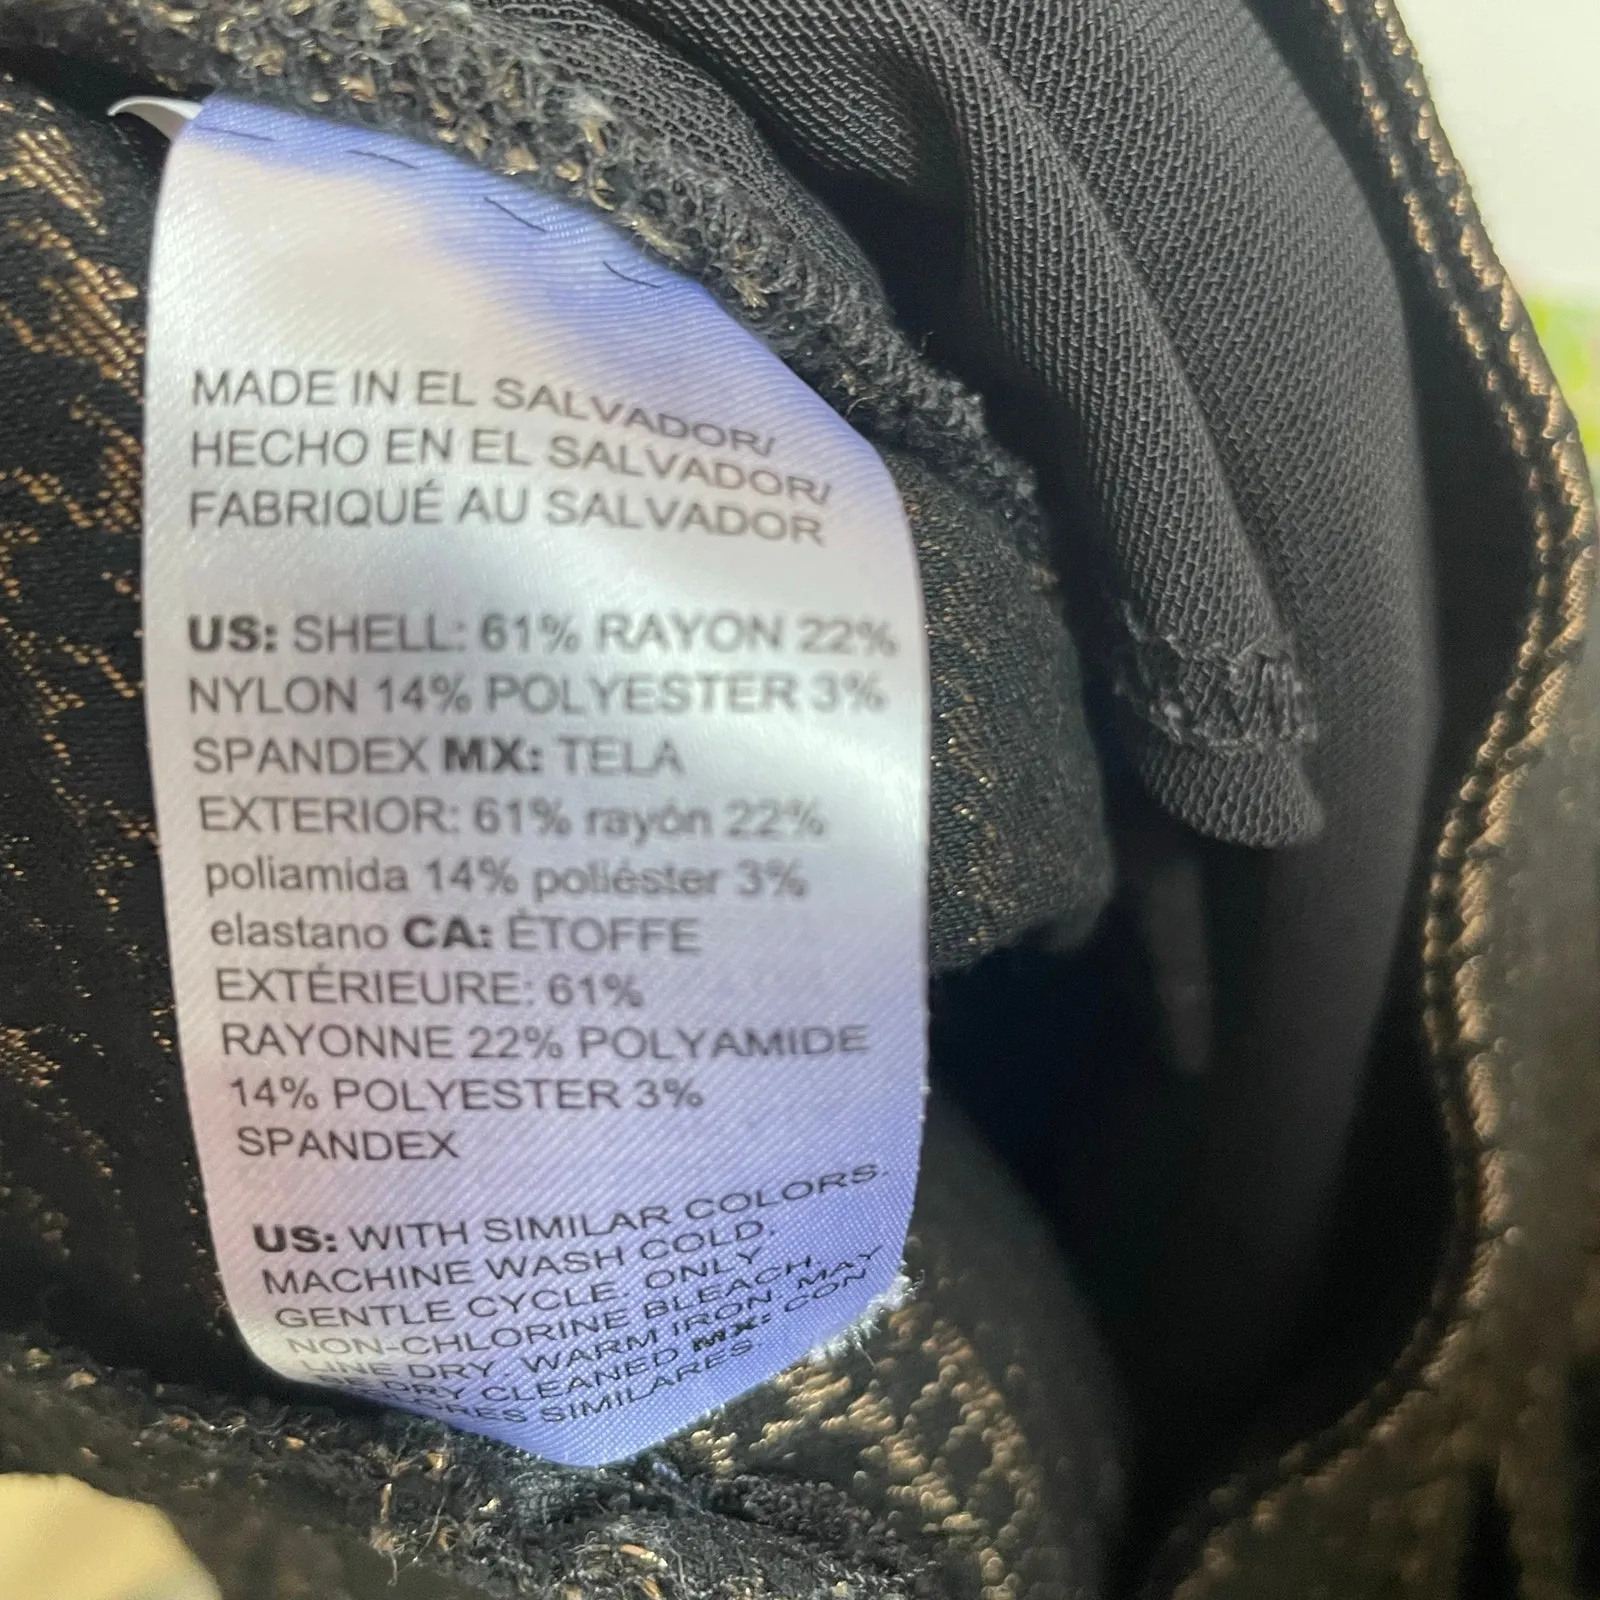 MADE IN EL SALVADOR/
HECHO EN EL SALVADOR/
FABRIQUÉ AU SALVADOR
US: SHELL: 61% RAYON 22%
NYLON 14% POLYESTER 3%
SPANDEX MX: TELA
EXTERIOR: 61% rayón 22%
poliamida 14% poliéster 3%
elastano CA: ÉTOFFE
EXTÉRIEURE: 61%
RAYONNE 22% POLYAMIDE
14% POLYESTER 3%
SPANDEX
US: WITH SIMILAR COLORS.
MACHINE WASH COLD.
GENTLE CYCLE. ONLY
NON-CHLORINE BLEACH.
LINE DRY. WARM IRON. MAY
BE DRY CLEANED MX: CON
SIMILARES.